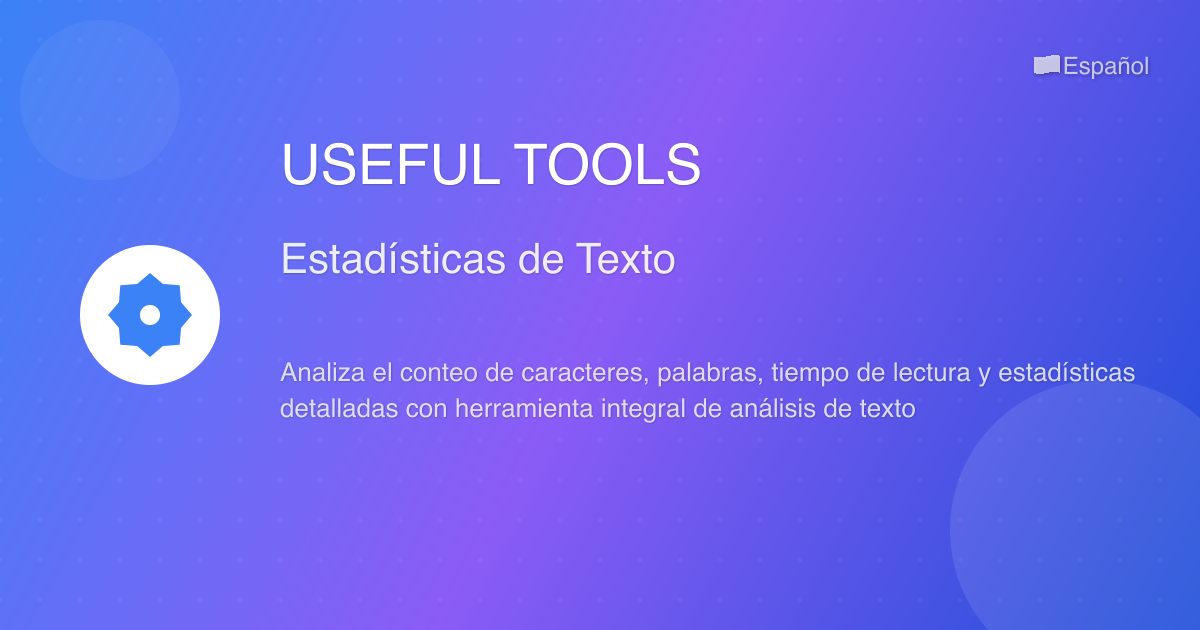 Español
USEFUL TOOLS
Estadísticas de Texto
Analiza el conteo de caracteres, palabras, tiempo de lectura y estadísticas
detalladas con herramienta integral de análisis de texto